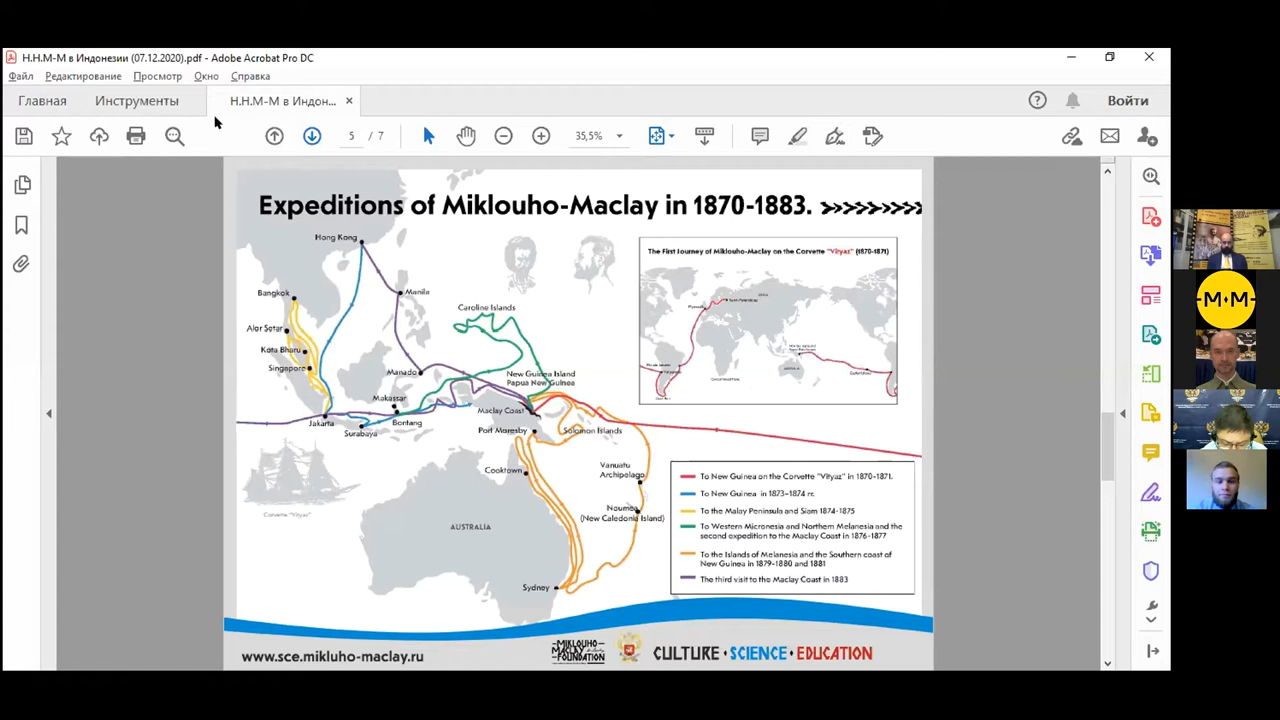 Н.Н.М-М в Индонезии (07.12.2020).pdf - Adobe Acrobat Pro DC
Файл Редактирование Просмотр Окно Справка
Главная Инструменты Н.Н.М-М в Индон... × Войти
5 / 7 35,5%
Expeditions of Miklouho-Maclay in 1870-1883.
Hong Kong
The First Journey of Miklouho-Maclay on the Corvette "Vityaz" (1870-1871)
Bangkok
Manila
Caroline Islands
Alor Setar
Kota Bharu
Singapore
Manado
New Guinea Island
Papua New Guinea
Makassar
Maclay Coast
Jakarta
Surabaya
Bontang
Port Moresby
Solomon Islands
Cooktown
Vanuatu
Archipelago
Noumea
(New Caledonia Island)
Corvette "Vityaz"
AUSTRALIA
Sydney
To New Guinea on the Corvette "Vityaz" in 1870-1871.
To New Guinea in 1873-1874 гг.
To the Malay Peninsula and Siam 1874-1875
To Western Micronesia and Northern Melanesia and the
second expedition to the Maclay Coast in 1876-1877
To the Islands of Melanesia and the Southern coast of
New Guinea in 1879-1880 and 1881
The third visit to the Maclay Coast in 1883
www.sce.mikluho-maclay.ru
MIKLOUHO
MACLAY
FOUNDATION
CULTURE · SCIENCE · EDUCATION
M·M